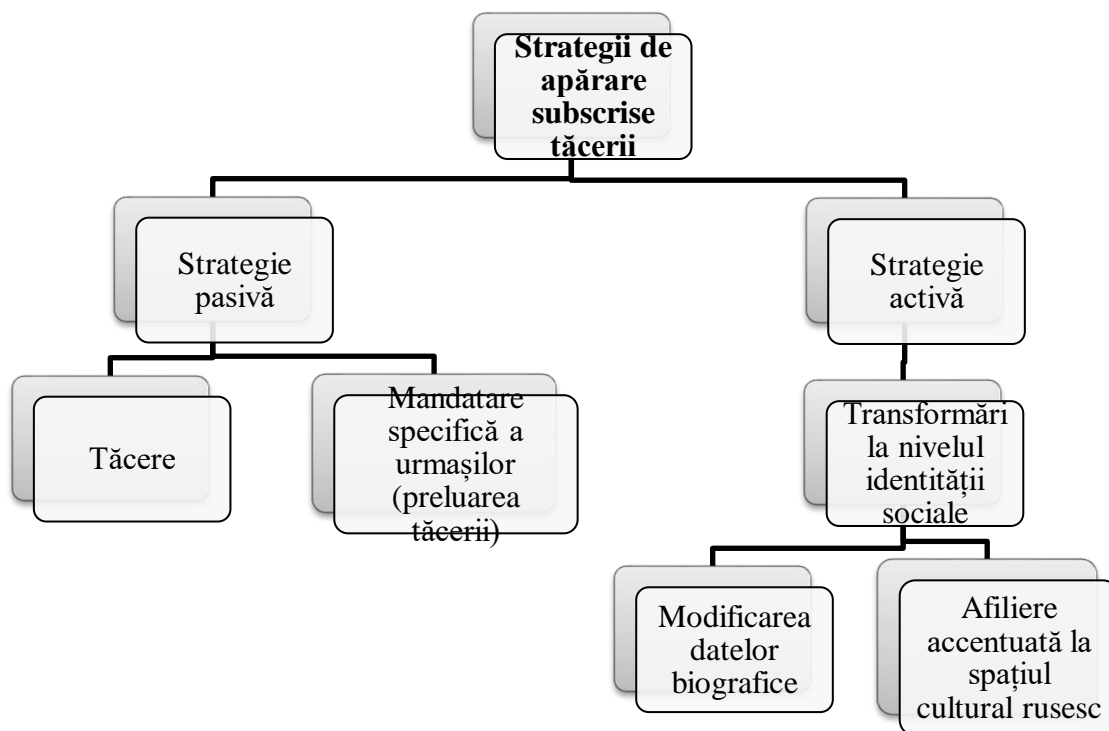 Strategii de
apărare
subscrise
tăcerii
Strategie
pasivă
Strategie
activă
Tăcere
Mandatare
specifică a
urmașilor
(preluarea
tăcerii)
Transformări
la nivelul
identității
sociale
Modificarea
datelor
biografice
Afiliere
accentuată la
spațiul
cultural rusesc